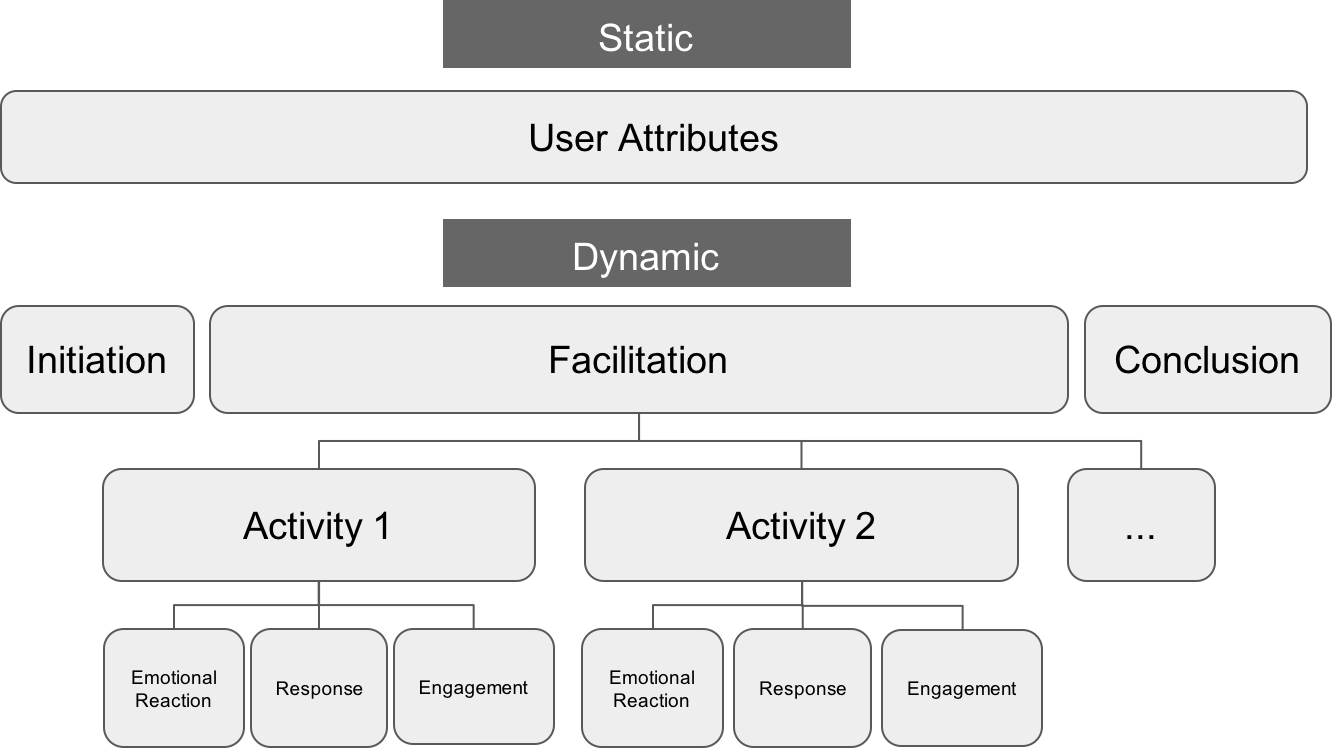 Static
User Attributes
Dynamic
Initiation
Facilitation
Conclusion
Activity 1
Activity 2
...
Emotional
Reaction
Response
Engagement
Emotional
Reaction
Response
Engagement